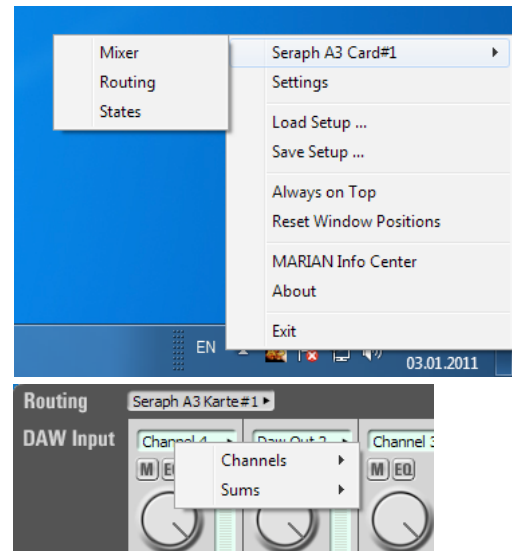 Mixer
Routing
States
Seraph A3 Card#1
Settings
Load Setup ...
Save Setup ...
Always on Top
Reset Window Positions
MARIAN Info Center
About
Exit
EN
03.01.2011
Routing Seraph A3 Karte#1
DAW Input Channel 4 Daw Out 2 Channel 3
M E M EQ
Channels
Sums